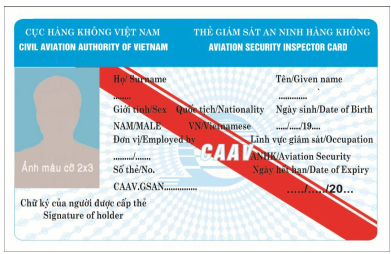 CỤC HÀNG KHÔNG VIỆT NAM
CIVIL AVIATION AUTHORITY OF VIETNAM
THẺ GIÁM SÁT AN NINH HÀNG KHÔNG
AVIATION SECURITY INSPECTOR CARD
Họ/ Surname Tên/Given name
........ .............
Giới tính/Sex Quốc tịch/Nationality Ngày sinh/Date of Birth
NAM/MALE VN/Vietnamese ...../...../19....
Đơn vị/Employed by Lĩnh vực giám sát/Occupation
........./....... ANHK/Aviation Security
CAAV
Số thẻ/No. Ngày hết hạn/Date of Expiry
CAAV.GSAN............... ...../...../20...
Ảnh màu cỡ 2x3
Chữ ký của người được cấp thẻ
Signature of holder